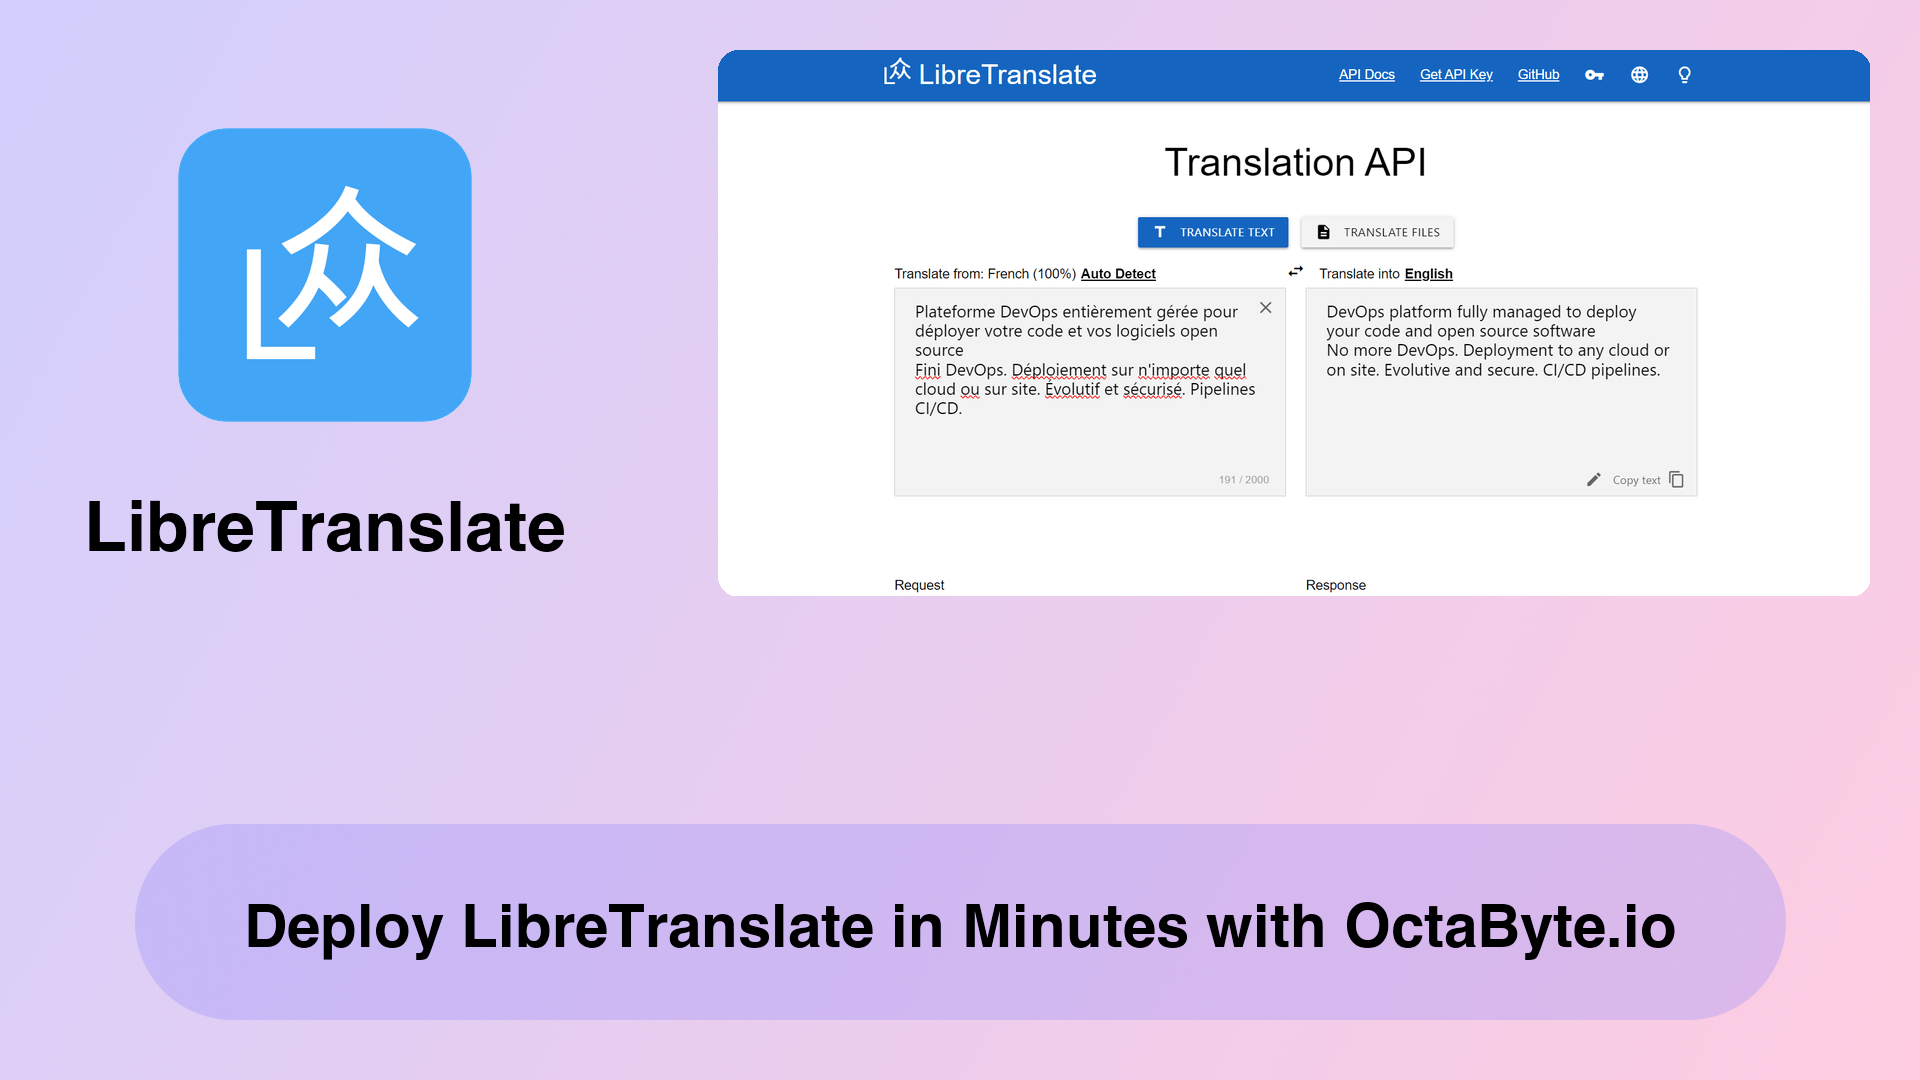 众
LibreTranslate
LibreTranslate
API Docs
Get API Key
GitHub
Translation API
TRANSLATE TEXT
TRANSLATE FILES
Translate from: French (100%) Auto Detect
Translate into English
Plateforme DevOps entièrement gérée pour
déployer votre code et vos logiciels open
source
Fini DevOps. Déploiement sur n'importe quel
cloud ou sur site. Évolutif et sécurisé. Pipelines
CI/CD.
191 / 2000
DevOps platform fully managed to deploy
your code and open source software
No more DevOps. Deployment to any cloud or
on site. Evolutive and secure. CI/CD pipelines.
Copy text
Request
Response
Deploy LibreTranslate in Minutes with OctaByte.io